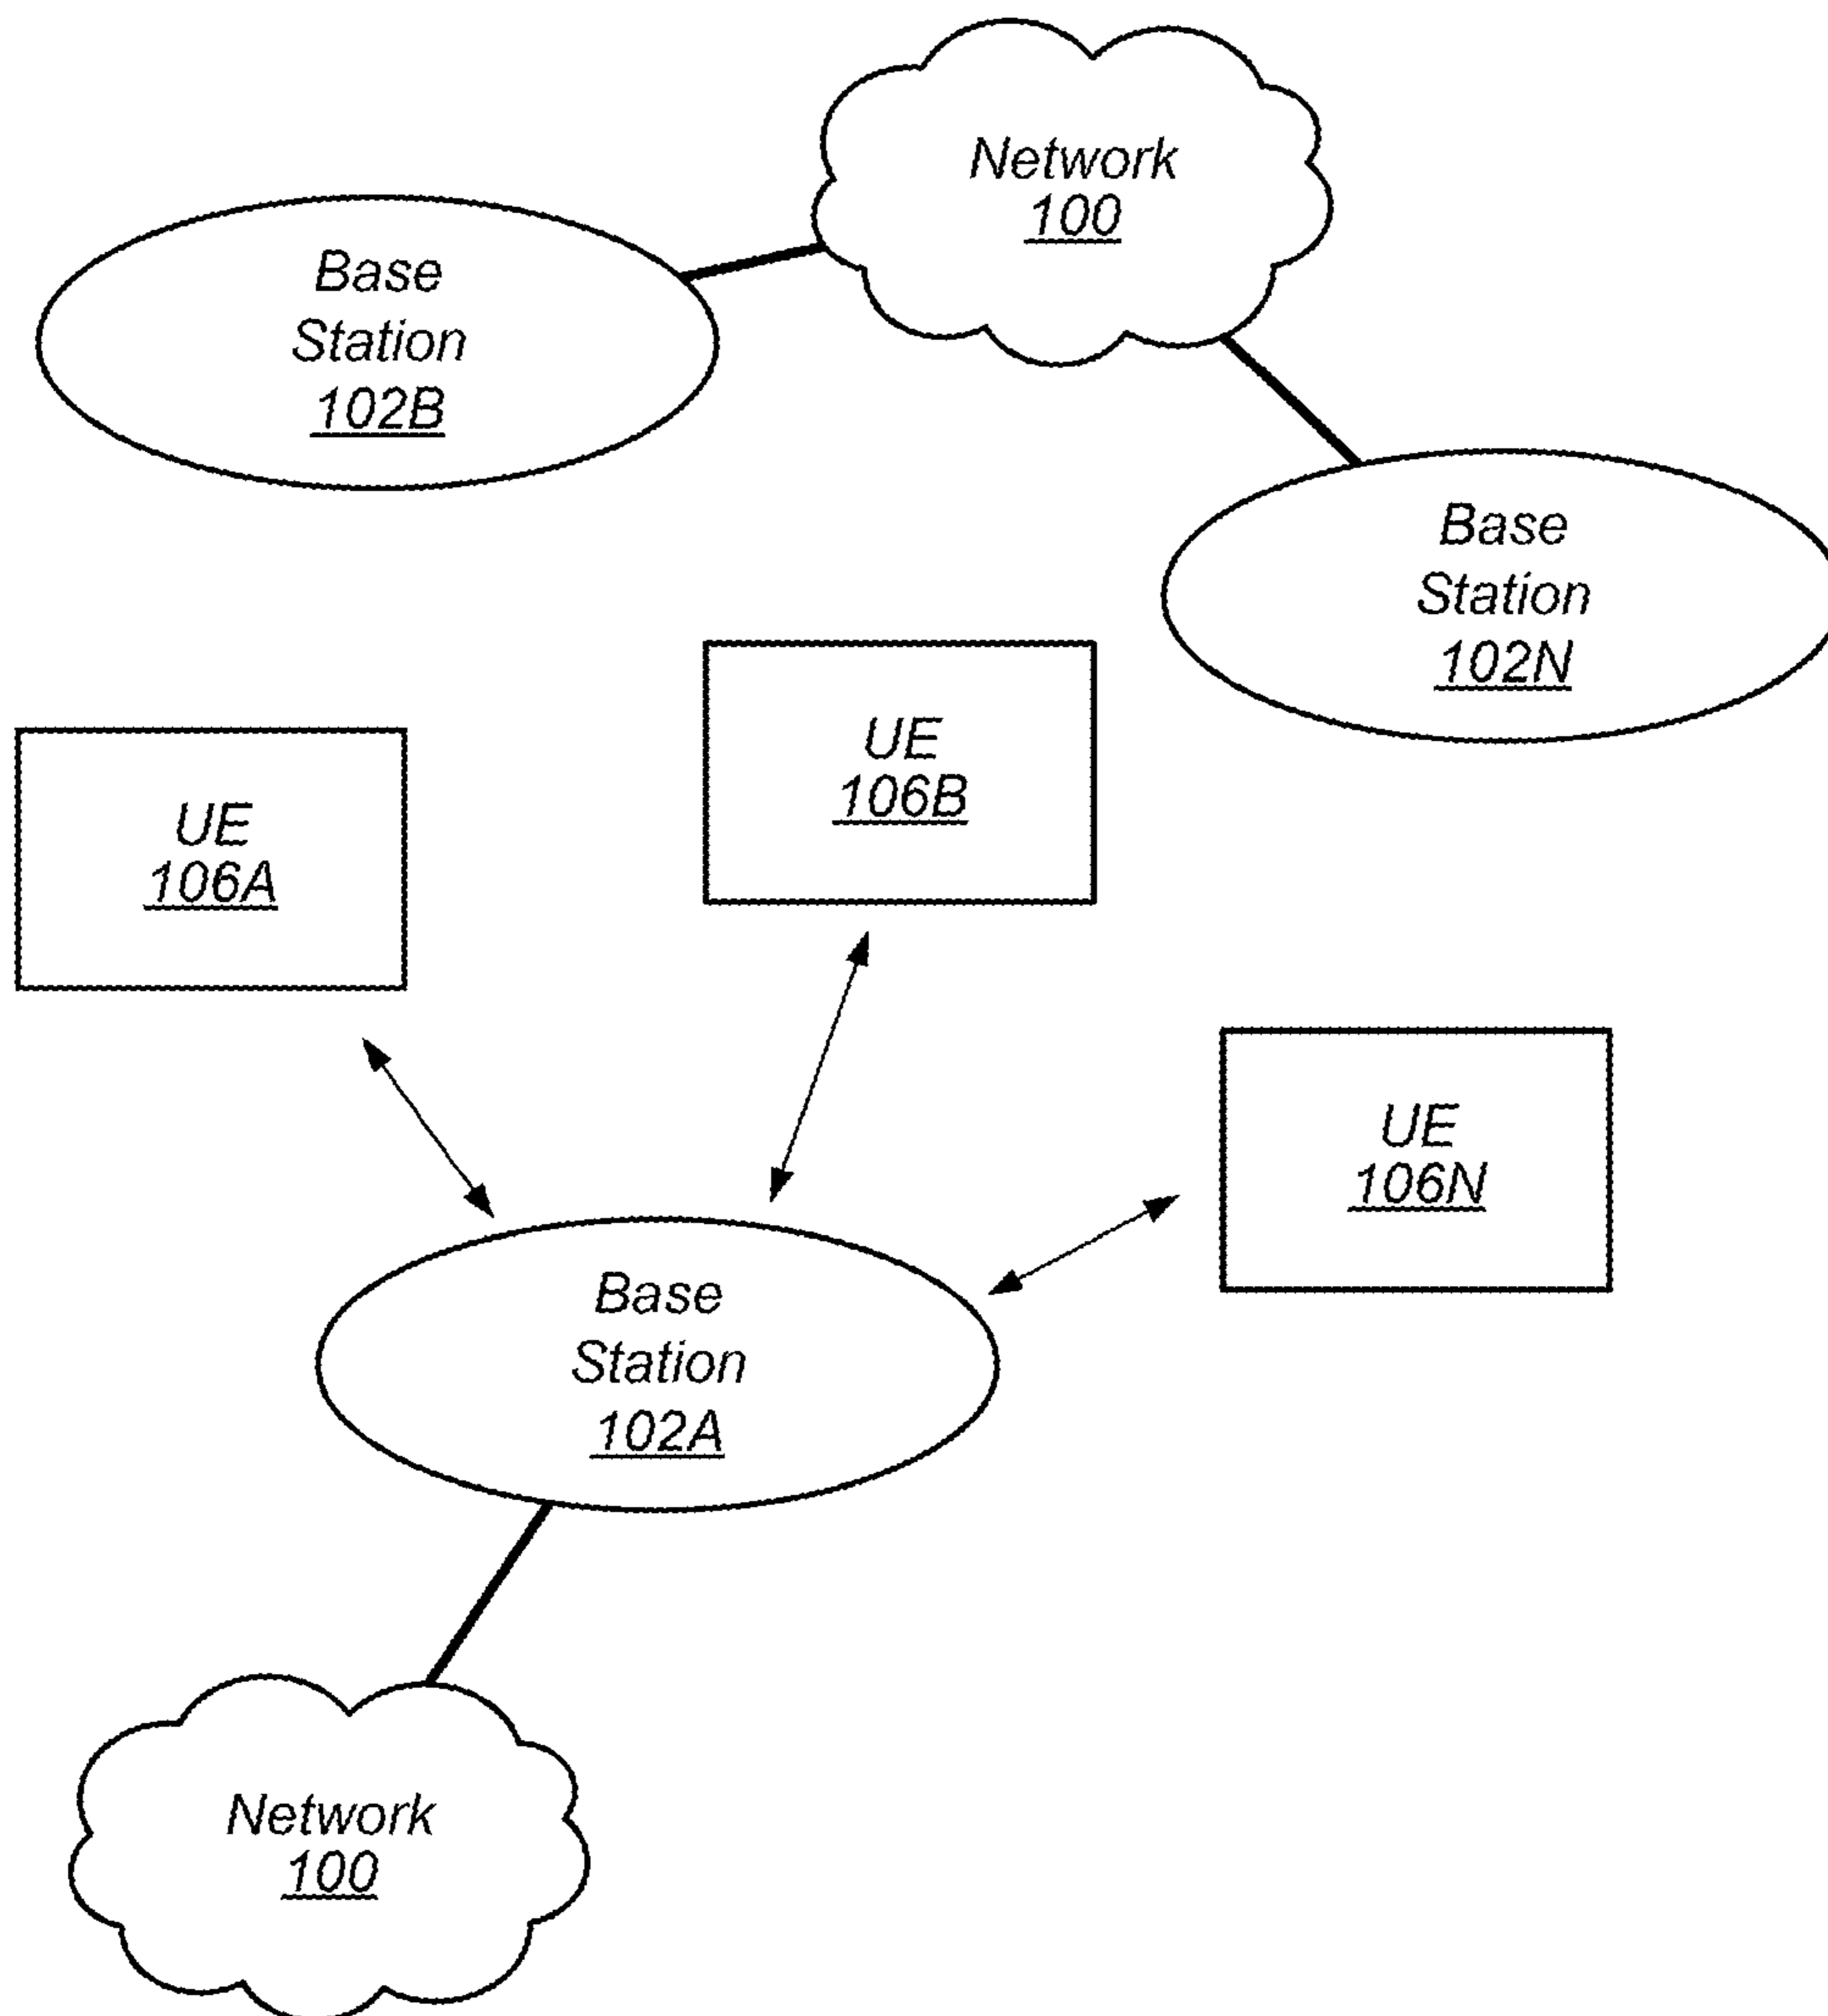 Network
100
Base
Station
102B
Base
Station
102N
UE
106B
UE
106A
UE
106N
Base
Station
102A
Network
100